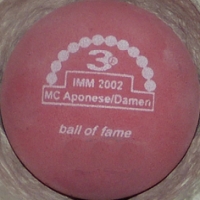 3
IMM 2002
MC Aponese/Damen
ball of fame